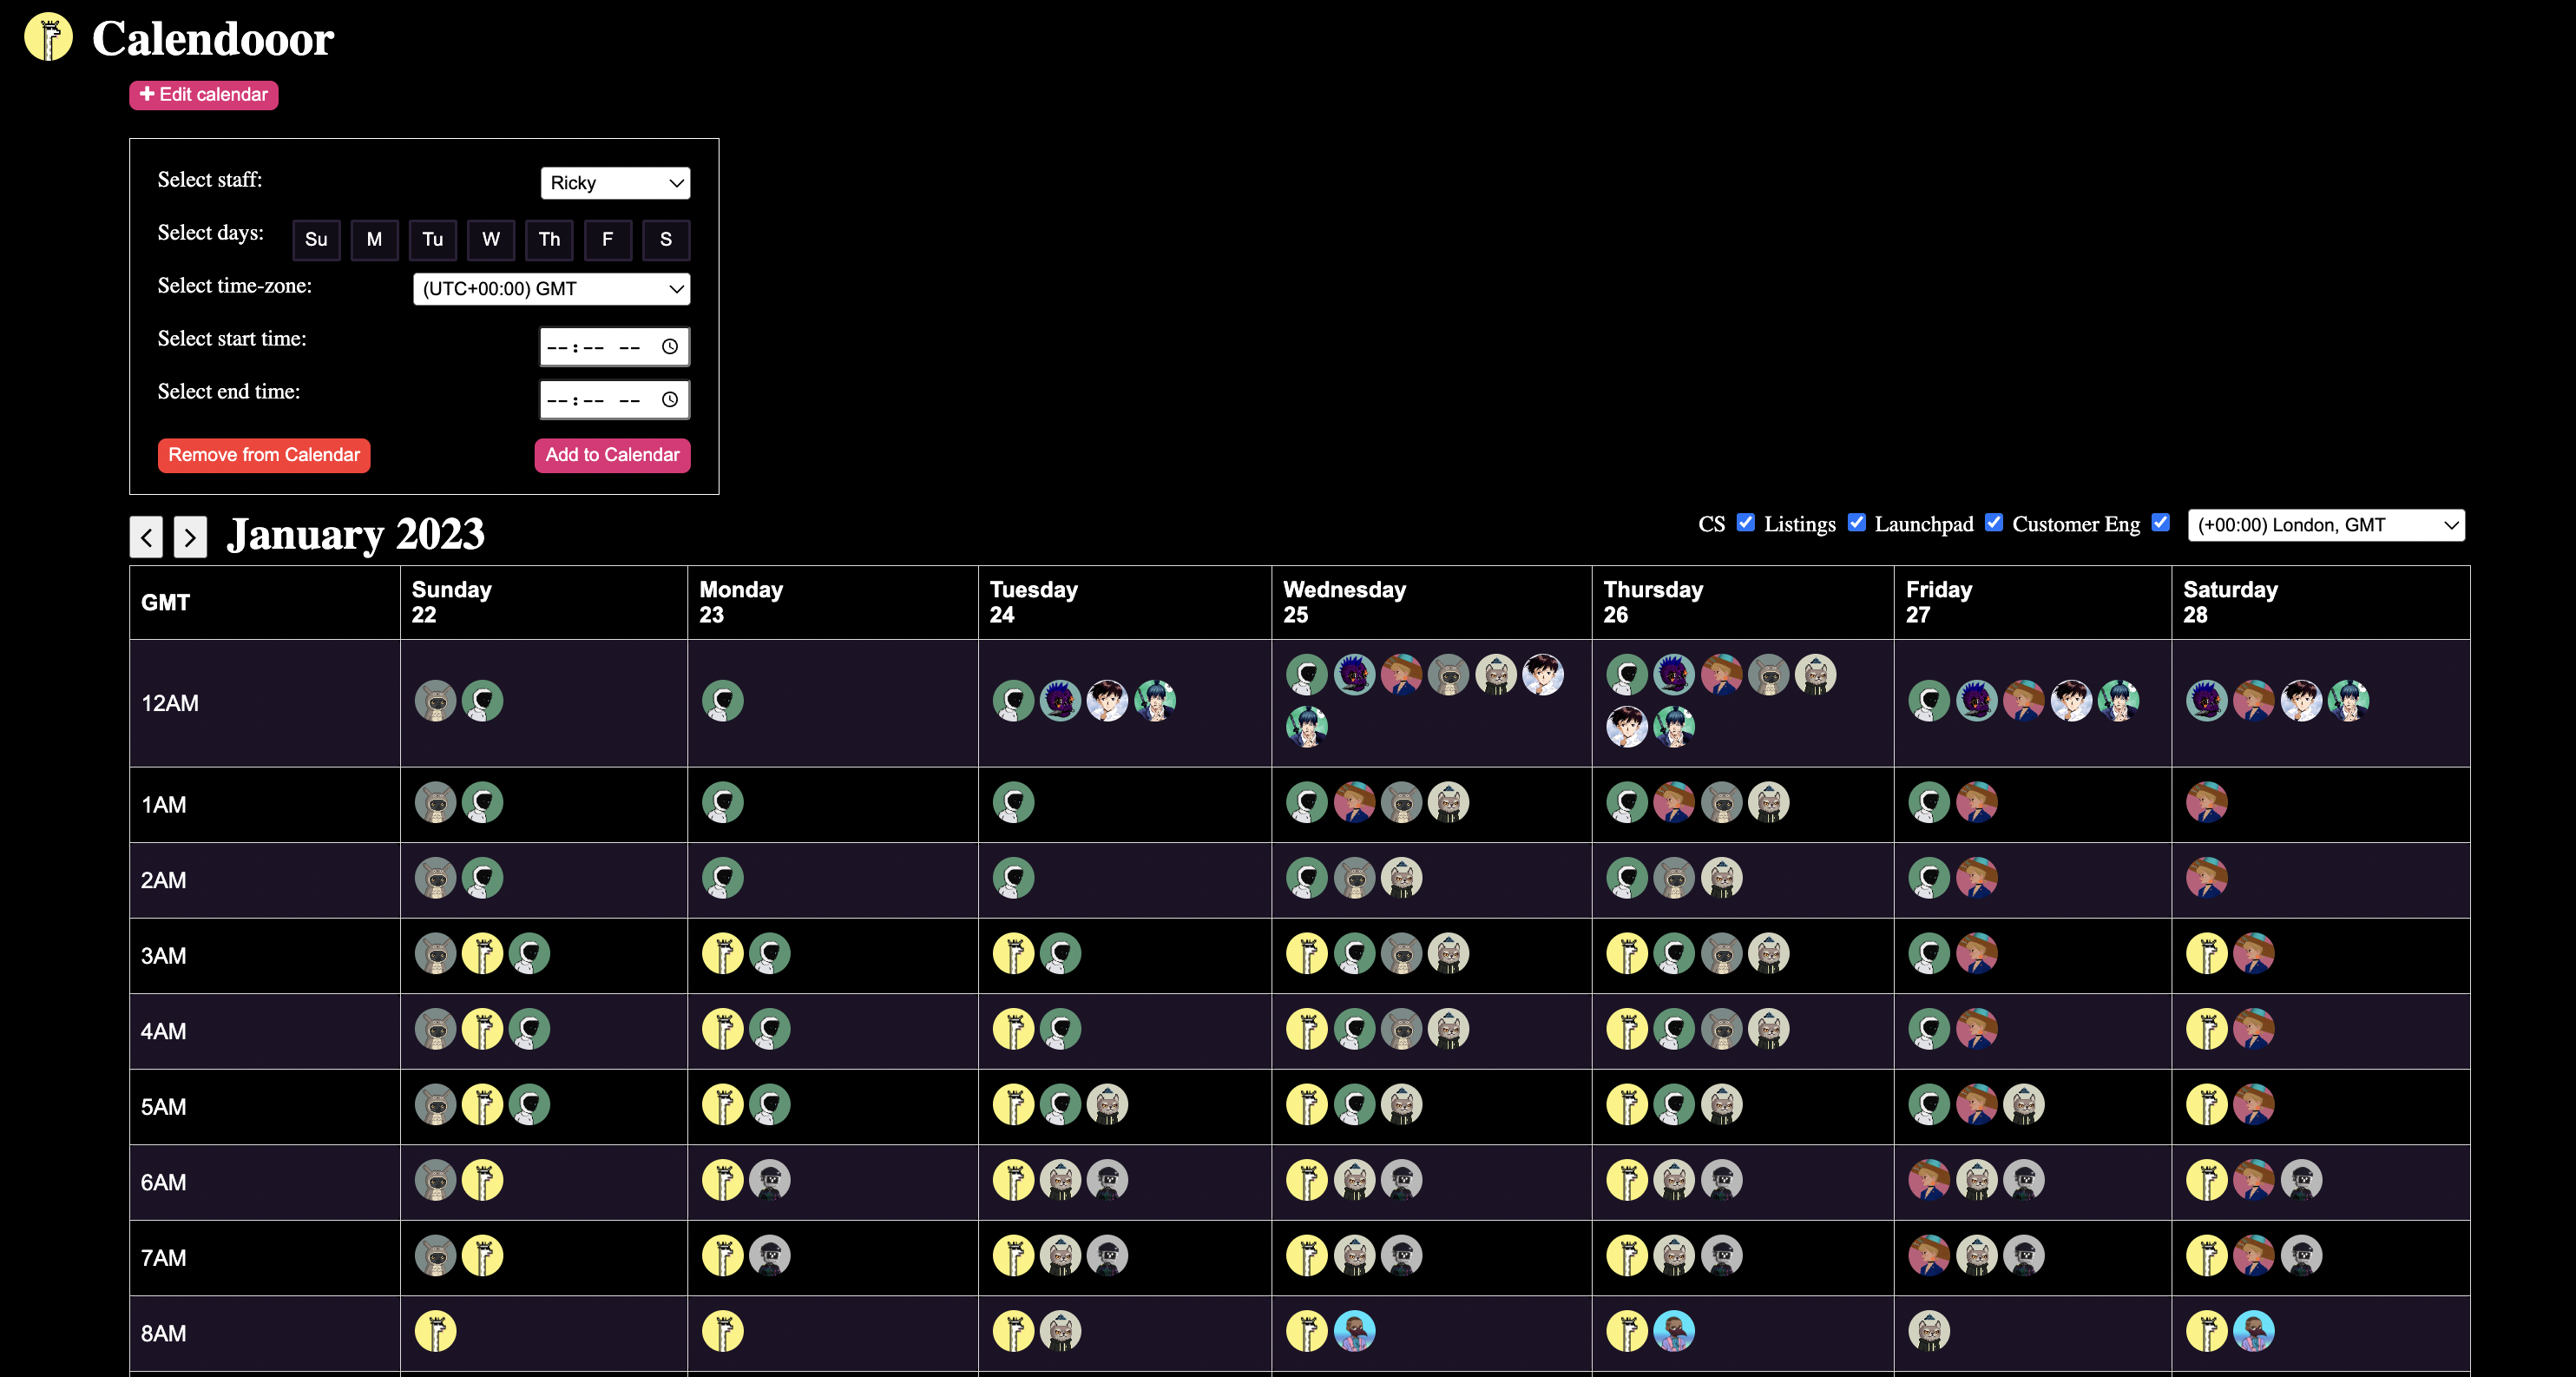 Calendooor
+ Edit calendar
Select staff: Ricky
Select days: Su M Tu W Th F S
Select time-zone: (UTC+00:00) GMT
Select start time: --:-- --
Select end time: --:-- --
Remove from Calendar Add to Calendar
< > January 2023 CS Listings Launchpad Customer Eng (+00:00) London, GMT
GMT Sunday 22 Monday 23 Tuesday 24 Wednesday 25 Thursday 26 Friday 27 Saturday 28
12AM
1AM
2AM
3AM
4AM
5AM
6AM
7AM
8AM